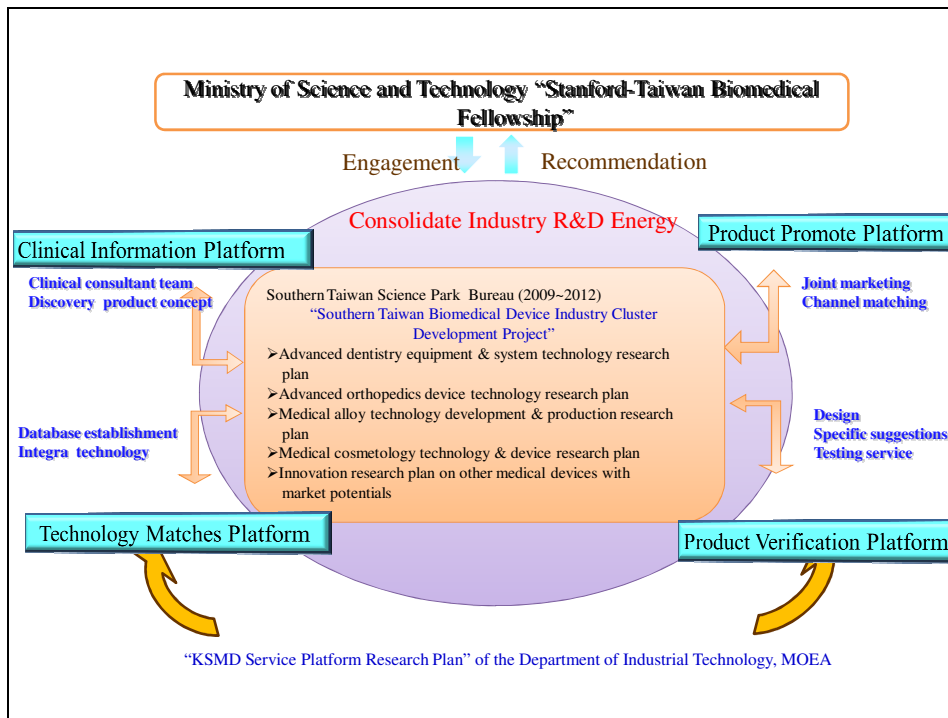 Ministry of Science and Technology “Stanford-Taiwan Biomedical
Fellowship”
Engagement
Recommendation
Consolidate Industry R&D Energy
Clinical Information Platform
Product Promote Platform
Clinical consultant team
Discovery product concept
Joint marketing
Channel matching
Southern Taiwan Science Park Bureau (2009~2012)
“Southern Taiwan Biomedical Device Industry Cluster
Development Project”
➢Advanced dentistry equipment & system technology research
plan
➢Advanced orthopedics device technology research plan
➢Medical alloy technology development & production research
plan
➢Medical cosmetology technology & device research plan
➢Innovation research plan on other medical devices with
market potentials
Database establishment
Integra technology
Design
Specific suggestions
Testing service
Technology Matches Platform
Product Verification Platform
“KSMD Service Platform Research Plan” of the Department of Industrial Technology, MOEA